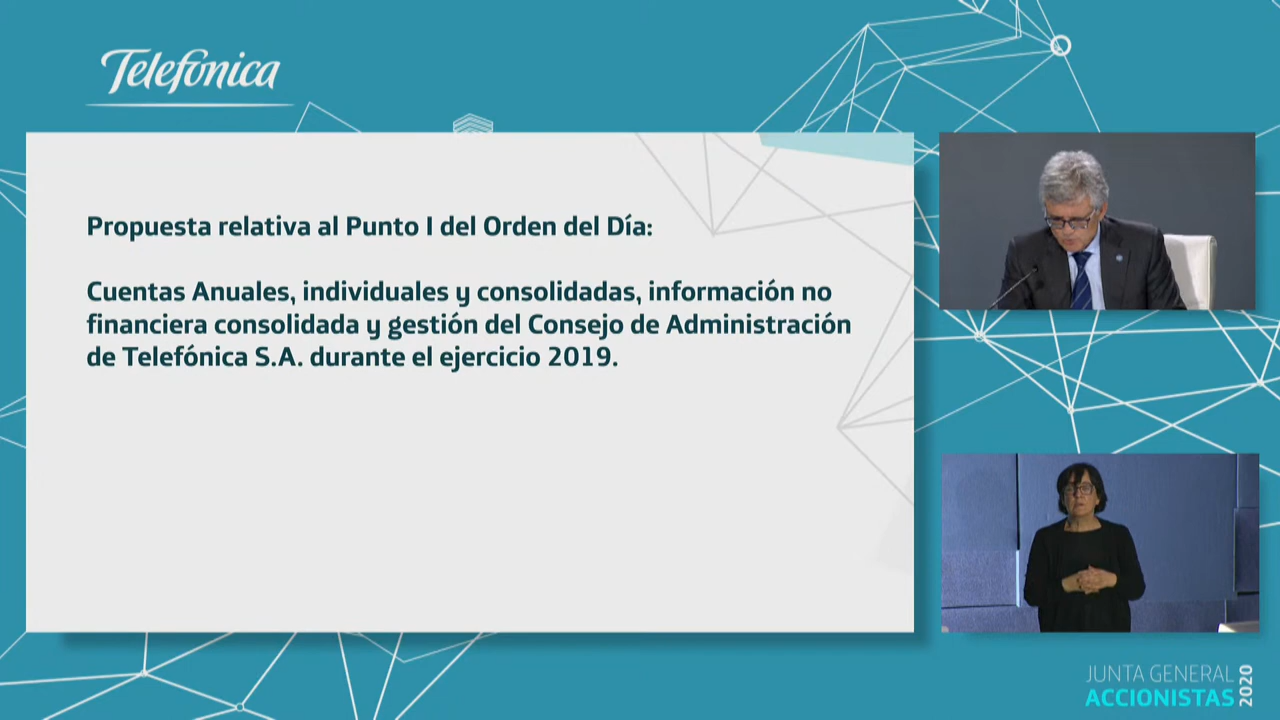 Telefónica
Propuesta relativa al Punto I del Orden del Día:
Cuentas Anuales, individuales y consolidadas, información no
financiera consolidada y gestión del Consejo de Administración
de Telefónica S.A. durante el ejercicio 2019.
JUNTA GENERAL
ACCIONISTAS
2020